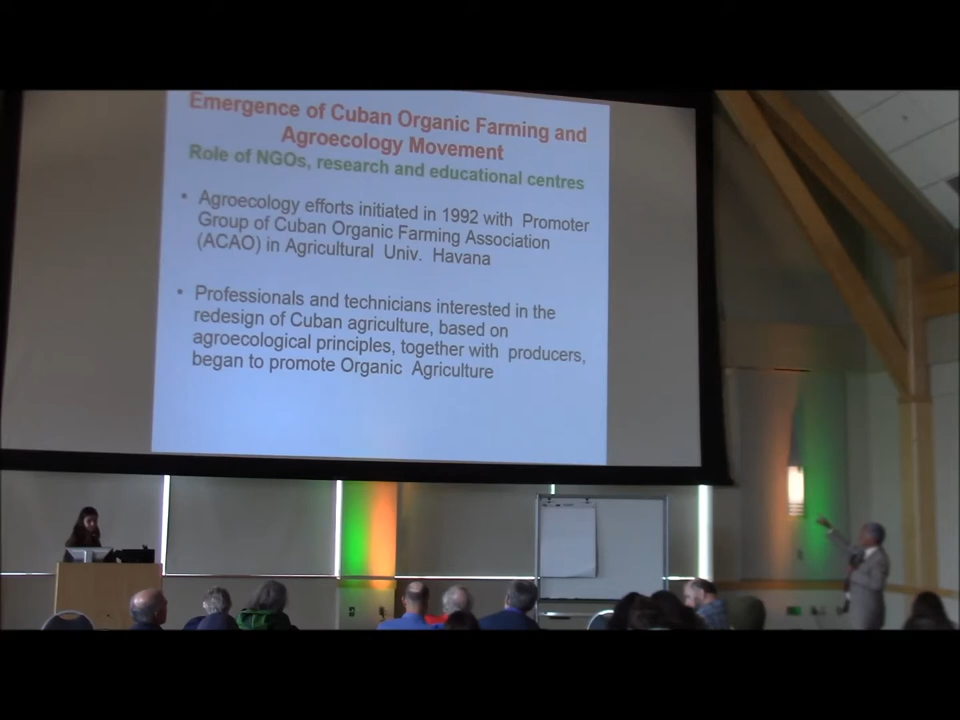 Emergence of Cuban Organic Farming and
Agroecology Movement
Role of NGOs, research and educational centres
• Agroecology efforts initiated in 1992 with Promoter
Group of Cuban Organic Farming Association
(ACAO) in Agricultural Univ. Havana
• Professionals and technicians interested in the
redesign of Cuban agriculture, based on
agroecological principles, together with producers,
began to promote Organic Agriculture